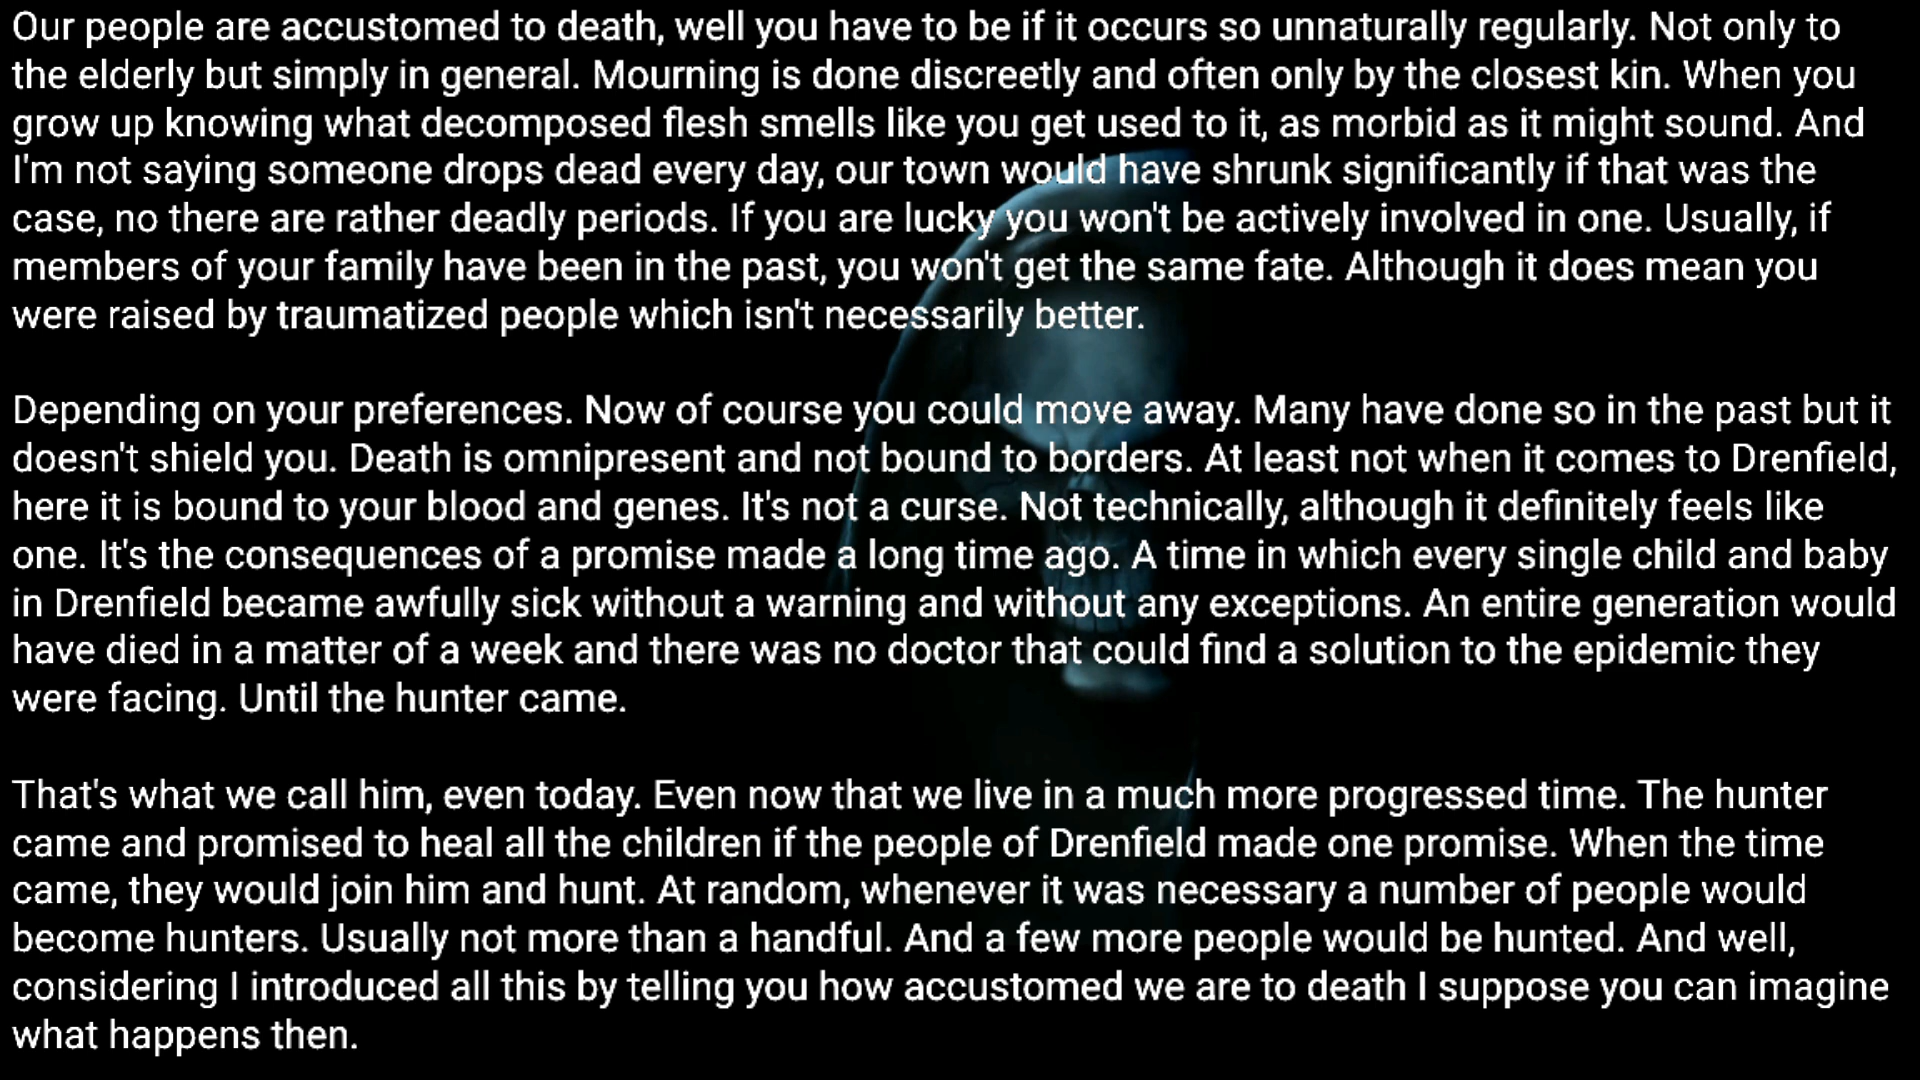 Our people are accustomed to death, well you have to be if it occurs so unnaturally regularly. Not only to
the elderly but simply in general. Mourning is done discreetly and often only by the closest kin. When you
grow up knowing what decomposed flesh smells like you get used to it, as morbid as it might sound. And
I'm not saying someone drops dead every day, our town would have shrunk significantly if that was the
case, no there are rather deadly periods. If you are lucky you won't be actively involved in one. Usually, if
members of your family have been in the past, you won't get the same fate. Although it does mean you
were raised by traumatized people which isn't necessarily better.
Depending on your preferences. Now of course you could move away. Many have done so in the past but it
doesn't shield you. Death is omnipresent and not bound to borders. At least not when it comes to Drenfield,
here it is bound to your blood and genes. It's not a curse. Not technically, although it definitely feels like
one. It's the consequences of a promise made a long time ago. A time in which every single child and baby
in Drenfield became awfully sick without a warning and without any exceptions. An entire generation would
have died in a matter of a week and there was no doctor that could find a solution to the epidemic they
were facing. Until the hunter came.
That's what we call him, even today. Even now that we live in a much more progressed time. The hunter
came and promised to heal all the children if the people of Drenfield made one promise. When the time
came, they would join him and hunt. At random, whenever it was necessary a number of people would
become hunters. Usually not more than a handful. And a few more people would be hunted. And well,
considering I introduced all this by telling you how accustomed we are to death I suppose you can imagine
what happens then.